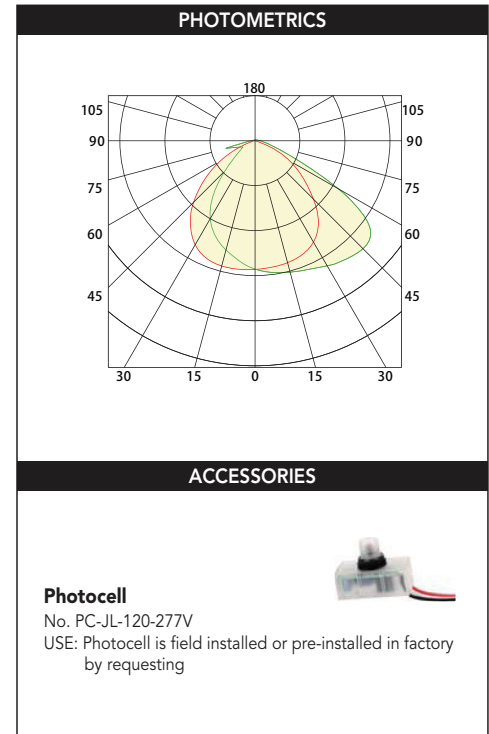 PHOTOMETRICS
180
105 105
90 90
75 75
60 60
45 45
30 15 0 15 30
ACCESSORIES
Photocell
No. PC-JL-120-277V
USE: Photocell is field installed or pre-installed in factory
by requesting